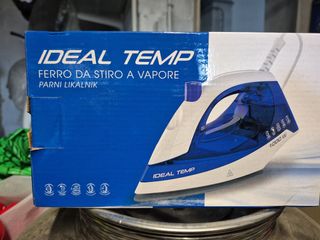 IDEAL TEMP
FERRO DA STIRO A VAPORE
PARNI LIKALNIK
IDEAL TEMP